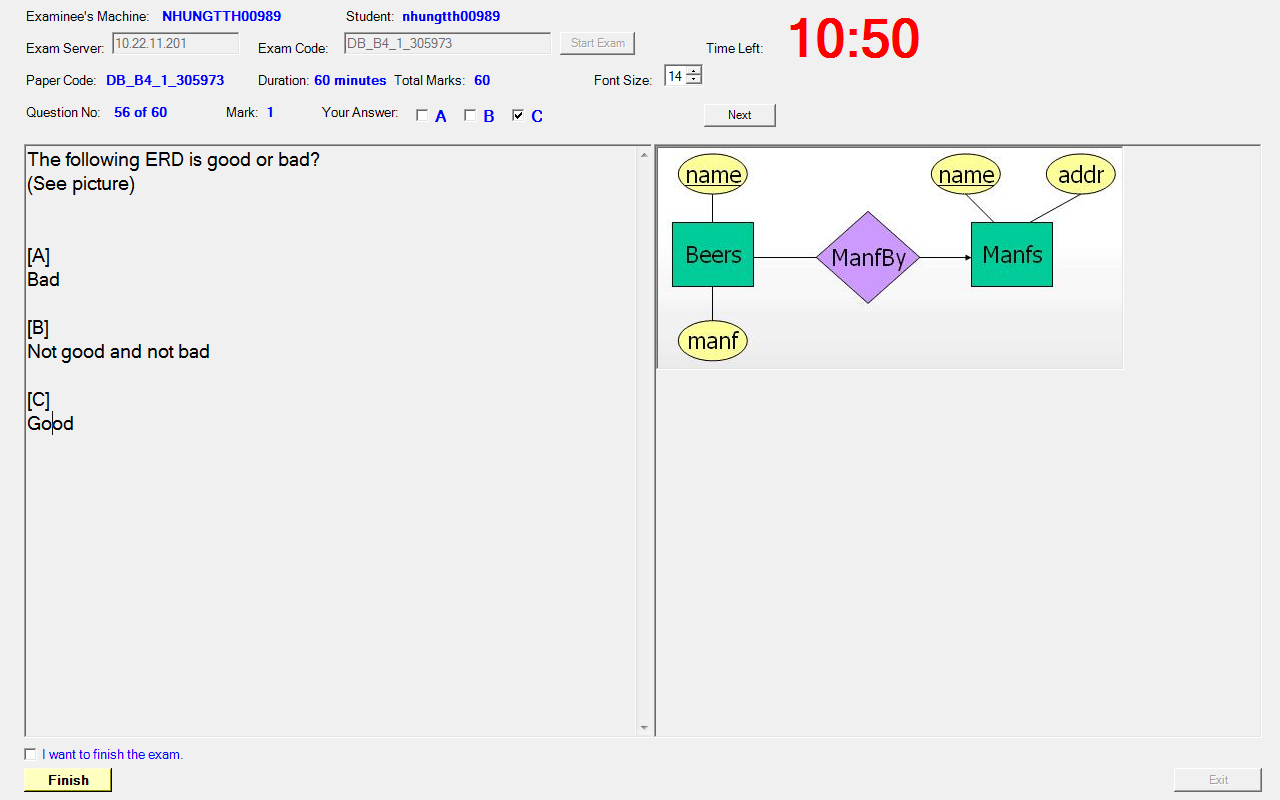 Examinee's Machine: NHUNGTTH00989 Student: nhungtth00989
Exam Server: 10.22.11.201 Exam Code: DB_B4_1_305973 Start Exam Time Left: 10:50
Paper Code: DB_B4_1_305973 Duration: 60 minutes Total Marks: 60 Font Size: 14
Question No: 56 of 60 Mark: 1 Your Answer: A B C Next
The following ERD is good or bad?
(See picture)
[A]
Bad
[B]
Not good and not bad
[C]
Good
name name addr
Beers ManfBy Manfs
manf
I want to finish the exam.
Finish Exit